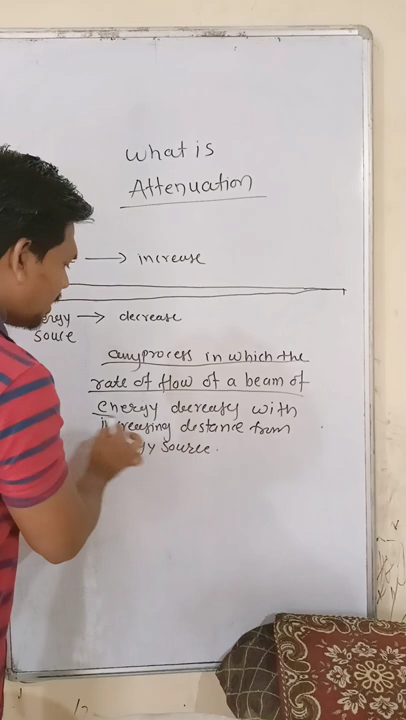 What is
Attenuation
→ increase
→ decrease
Souce
any process in which the
rate of flow of a beam of
energy decreases with
distance from
source.